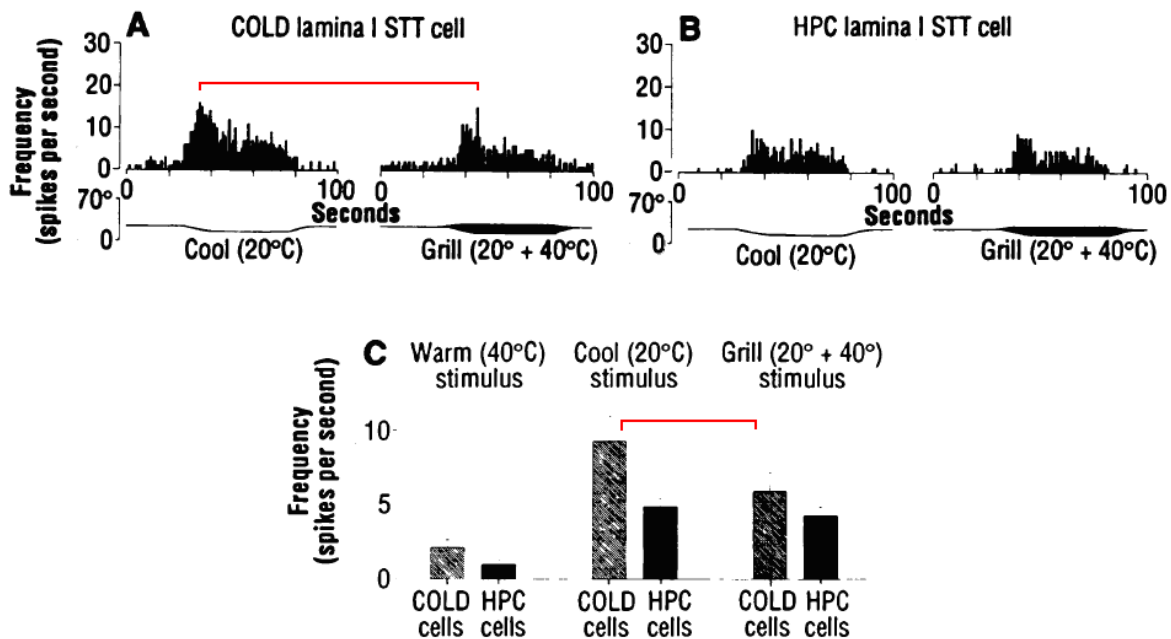 A COLD lamina I STT cell
B HPC lamina I STT cell
Frequency
(spikes per second)
30
20
10
0
0 100
0 100
30
20
10
0
0 100
0 100
Seconds
Seconds
70°
0
70°
0
Cool (20°C)
Grill (20° + 40°C)
Cool (20°C)
Grill (20° + 40°C)
C
Warm (40°C)
stimulus
Cool (20°C)
stimulus
Grill (20° + 40°)
stimulus
Frequency
(spikes per second)
10
5
0
COLD
cells
HPC
cells
COLD
cells
HPC
cells
COLD
cells
HPC
cells